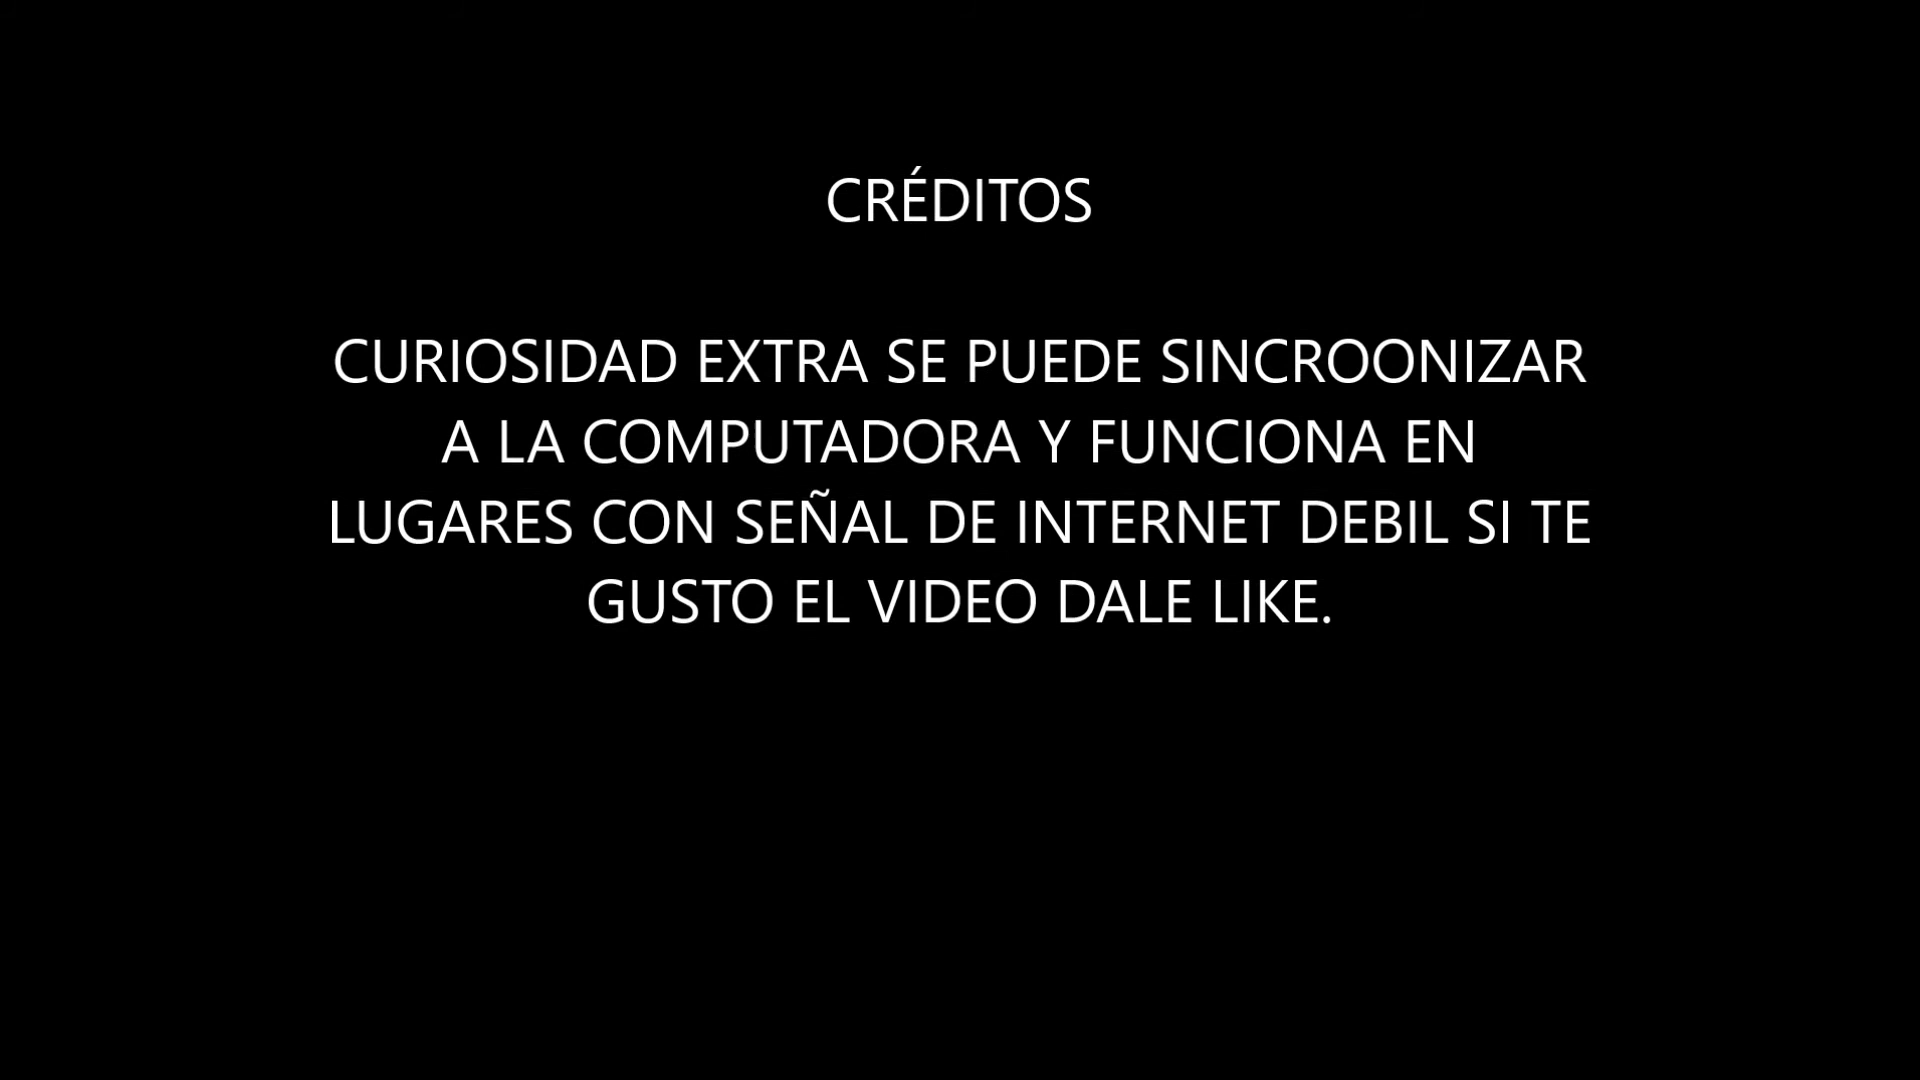 CRÉDITOS
CURIOSIDAD EXTRA SE PUEDE SINCROONIZAR
A LA COMPUTADORA Y FUNCIONA EN
LUGARES CON SEÑAL DE INTERNET DEBIL SI TE
GUSTO EL VIDEO DALE LIKE.